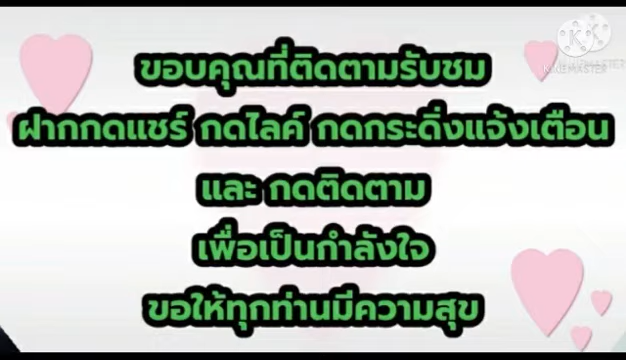 ขอบคุณที่ติดตามรับชม
ฝากกดแชร์ กดไลค์ กดกระดิ่งแจ้งเตือน
และ กดติดตาม
เพื่อเป็นกำลังใจ
ขอให้ทุกท่านมีความสุข
KINEMASTER